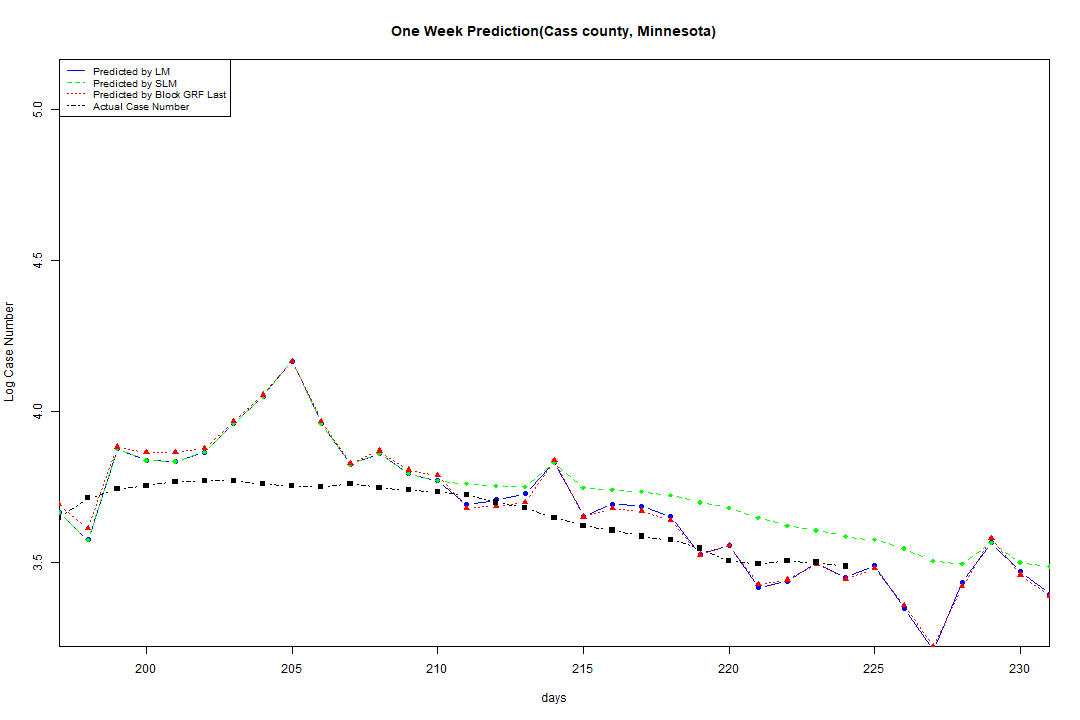 One Week Prediction(Cass county, Minnesota)
Predicted by LM
Predicted by SLM
Predicted by Block GRF Last
Actual Case Number
5.0
4.5
4.0
3.5
Log Case Number
200 205 210 215 220 225 230
days